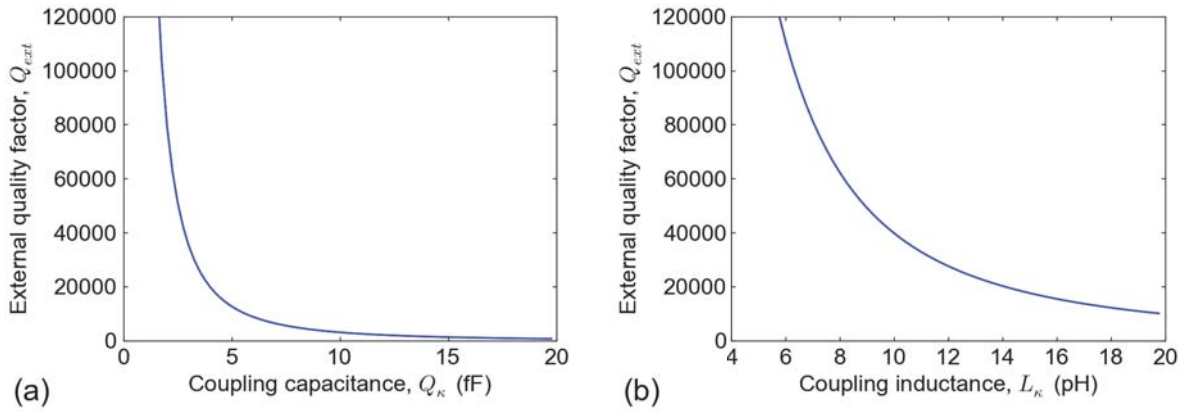 120000
100000
80000
60000
40000
20000
0
External quality factor, Q_ext
0 5 10 15 20
Coupling capacitance, Q_κ (fF)
(a)
120000
100000
80000
60000
40000
20000
0
External quality factor, Q_ext
4 6 8 10 12 14 16 18 20
Coupling inductance, L_κ (pH)
(b)